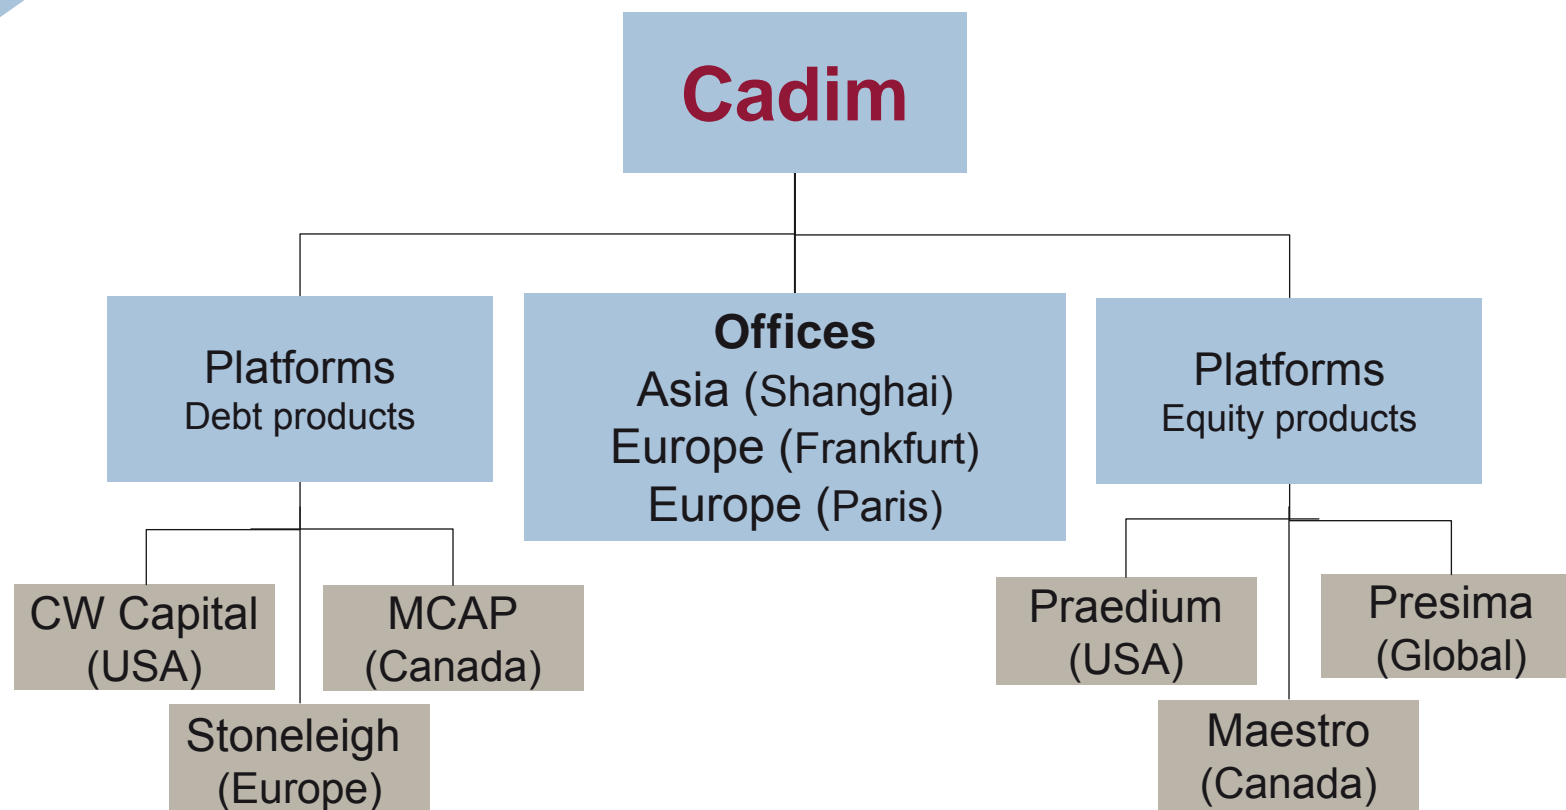 Cadim
Platforms
Debt products
Offices
Asia (Shanghai)
Europe (Frankfurt)
Europe (Paris)
Platforms
Equity products
CW Capital
(USA)
MCAP
(Canada)
Stoneleigh
(Europe)
Praedium
(USA)
Presima
(Global)
Maestro
(Canada)